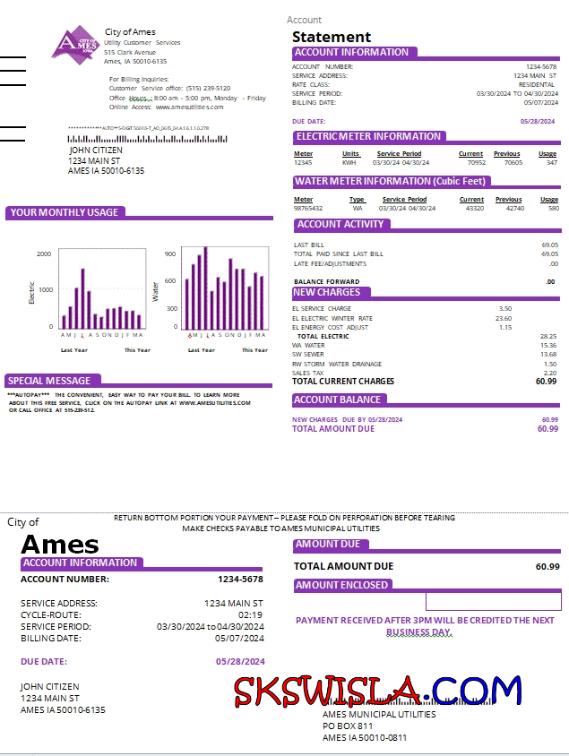 City of Ames
Utility Customer Services
515 Clark Avenue
Ames, IA 50010-6135
For Billing Inquiries:
Customer Service office: (515) 239-5120
Office Hours: 8:00 am - 5:00 pm, Monday - Friday
Online Access: www.amesutilities.com
JOHN CITIZEN
1234 MAIN ST
AMES IA 50010-6135
YOUR MONTHLY USAGE
2000
1000
0
Electric
A M J J A S O N D J F M A
Last Year This Year
900
600
300
0
Water
A M J J A S O N D J F M A
Last Year This Year
SPECIAL MESSAGE
***AUTOPAY*** THE CONVENIENT, EASY WAY TO PAY YOUR BILL. TO LEARN MORE
ABOUT THIS FREE SERVICE, CLICK ON THE AUTOPAY LINK AT WWW.AMESUTILITIES.COM
OR CALL OFFICE AT 515-239-512.
Account
Statement
ACCOUNT INFORMATION
ACCOUNT NUMBER: 1234-5678
SERVICE ADDRESS: 1234 MAIN ST
RATE CLASS: RESIDENTAL
SERVICE PERIOD: 03/30/2024 TO 04/30/2024
BILLING DATE: 05/07/2024
DUE DATE: 05/28/2024
ELECTRIC METER INFORMATION
Meter Units Service Period Current Previous Usage
12345 KWH 03/30/24 04/30/24 70952 70605 347
WATER METER INFORMATION (Cubic Feet)
Meter Type Service Period Current Previous Usage
98765432 WA 03/30/24 04/30/24 43320 42740 580
ACCOUNT ACTIVITY
LAST BILL 69.05
TOTAL PAID SINCE LAST BILL 69.05
LATE FEE/ADJUSTMENTS .00
BALANCE FORWARD .00
NEW CHARGES
EL SERVICE CHARGE 3.50
EL ELECTRIC WINTER RATE 23.60
EL ENERGY COST ADJUST 1.15
TOTAL ELECTRIC 28.25
WA WATER 15.36
SW SEWER 13.68
RW STORM WATER DRAINAGE 1.50
SALES TAX 2.20
TOTAL CURRENT CHARGES 60.99
ACCOUNT BALANCE
NEW CHARGES DUE BY 05/28/2024 60.99
TOTAL AMOUNT DUE 60.99
RETURN BOTTOM PORTION YOUR PAYMENT – PLEASE FOLD ON PERFORATION BEFORE TEARING
MAKE CHECKS PAYABLE TO AMES MUNICIPAL UTILITIES
City of
Ames
ACCOUNT INFORMATION
ACCOUNT NUMBER: 1234-5678
SERVICE ADDRESS: 1234 MAIN ST
CYCLE-ROUTE: 02:19
SERVICE PERIOD: 03/30/2024 to 04/30/2024
BILLING DATE: 05/07/2024
DUE DATE: 05/28/2024
JOHN CITIZEN
1234 MAIN ST
AMES IA 50010-6135
AMOUNT DUE
TOTAL AMOUNT DUE 60.99
AMOUNT ENCLOSED
PAYMENT RECEIVED AFTER 3PM WILL BE CREDITED THE NEXT
BUSINESS DAY.
SKSWISLA.COM
AMES MUNICIPAL UTILITIES
PO BOX 811
AMES IA 50010-0811